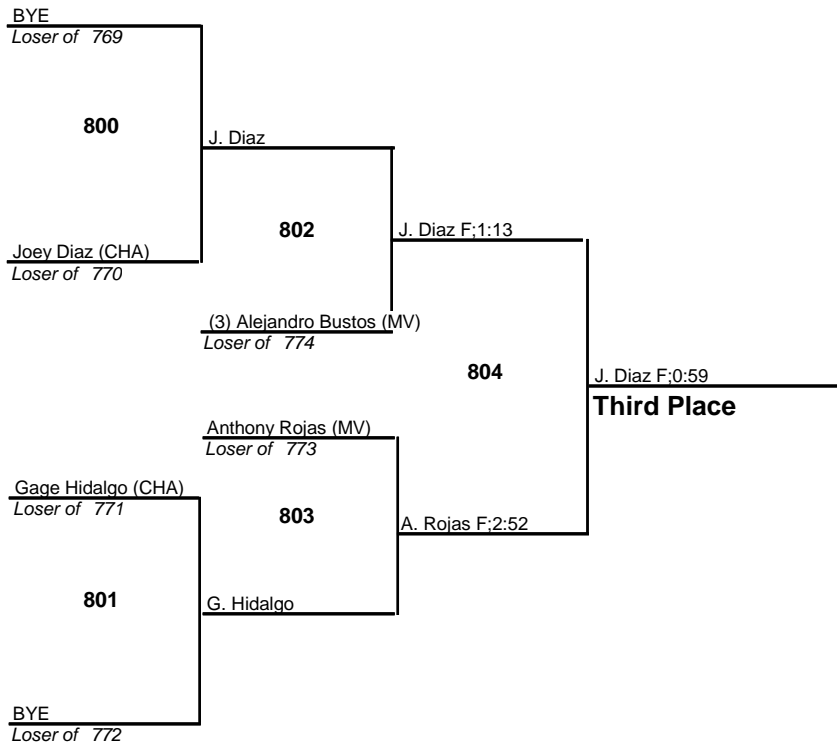 BYE
Loser of 769
800
J. Diaz
Joey Diaz (CHA)
Loser of 770
802
J. Diaz F;1:13
(3) Alejandro Bustos (MV)
Loser of 774
804
J. Diaz F;0:59
Third Place
Anthony Rojas (MV)
Loser of 773
Gage Hidalgo (CHA)
Loser of 771
803
A. Rojas F;2:52
801
G. Hidalgo
BYE
Loser of 772